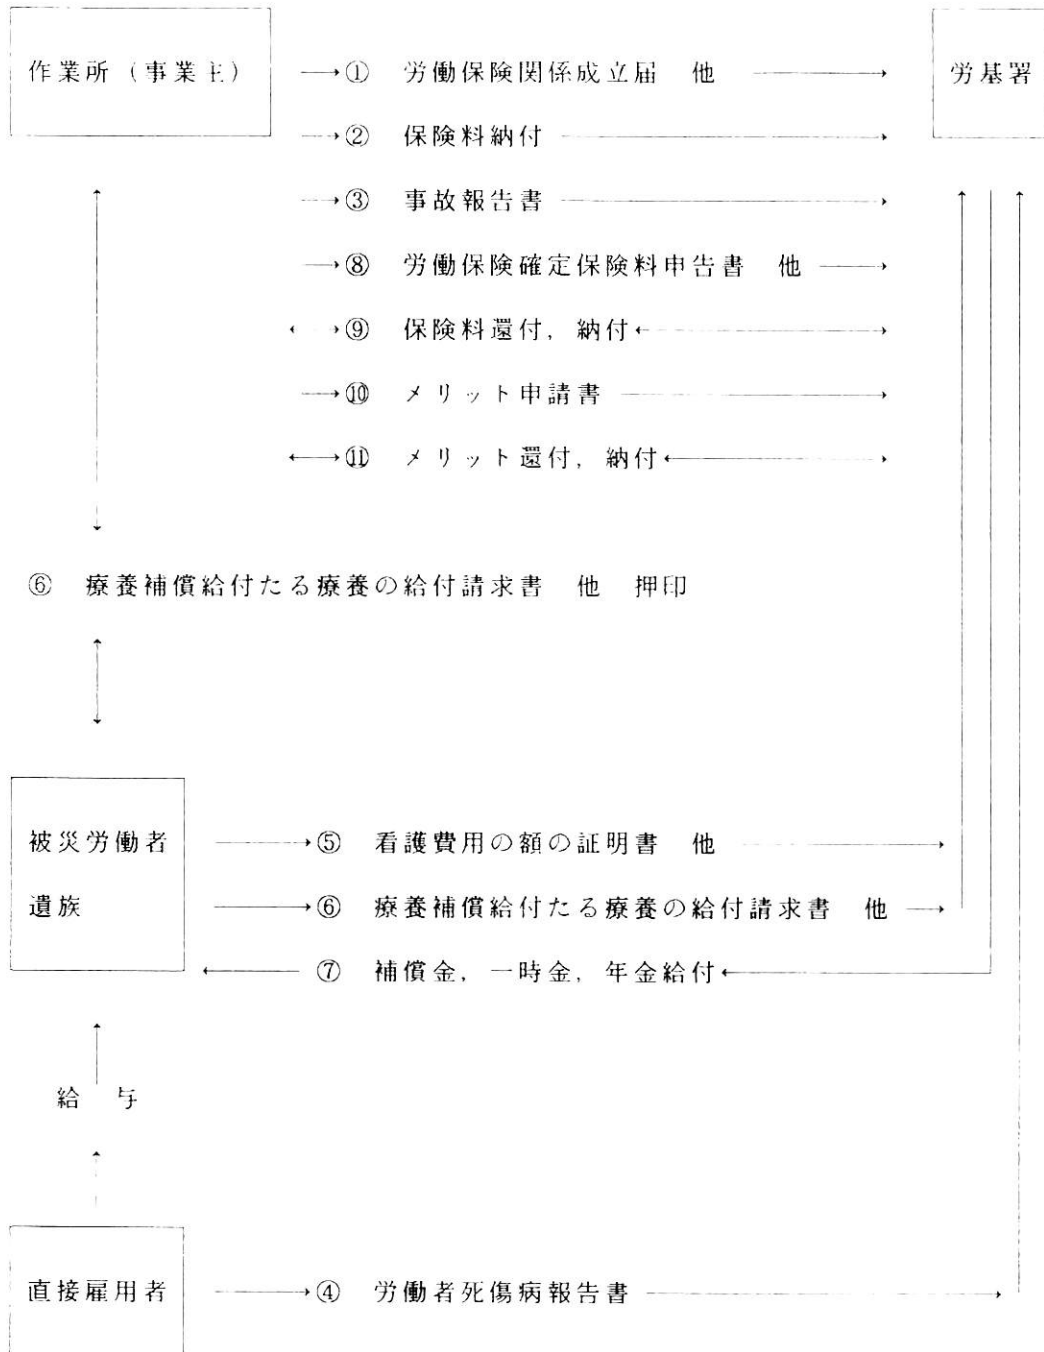 作業所（事業主） → ① 労働保険関係成立届 他 → 労基署
→ ② 保険料納付 →
→ ③ 事故報告書 →
→ ⑧ 労働保険確定保険料申告書 他 →
← → ⑨ 保険料還付，納付 ← →
→ ⑩ メリット申請書 →
← → ⑪ メリット還付，納付 ← →
⑥ 療養補償給付たる療養の給付請求書 他 押印
被災労働者 → ⑤ 看護費用の額の証明書 他 →
遺族 → ⑥ 療養補償給付たる療養の給付請求書 他 →
← ⑦ 補償金，一時金，年金給付 ←
給 与
直接雇用者 → ④ 労働者死傷病報告書 →